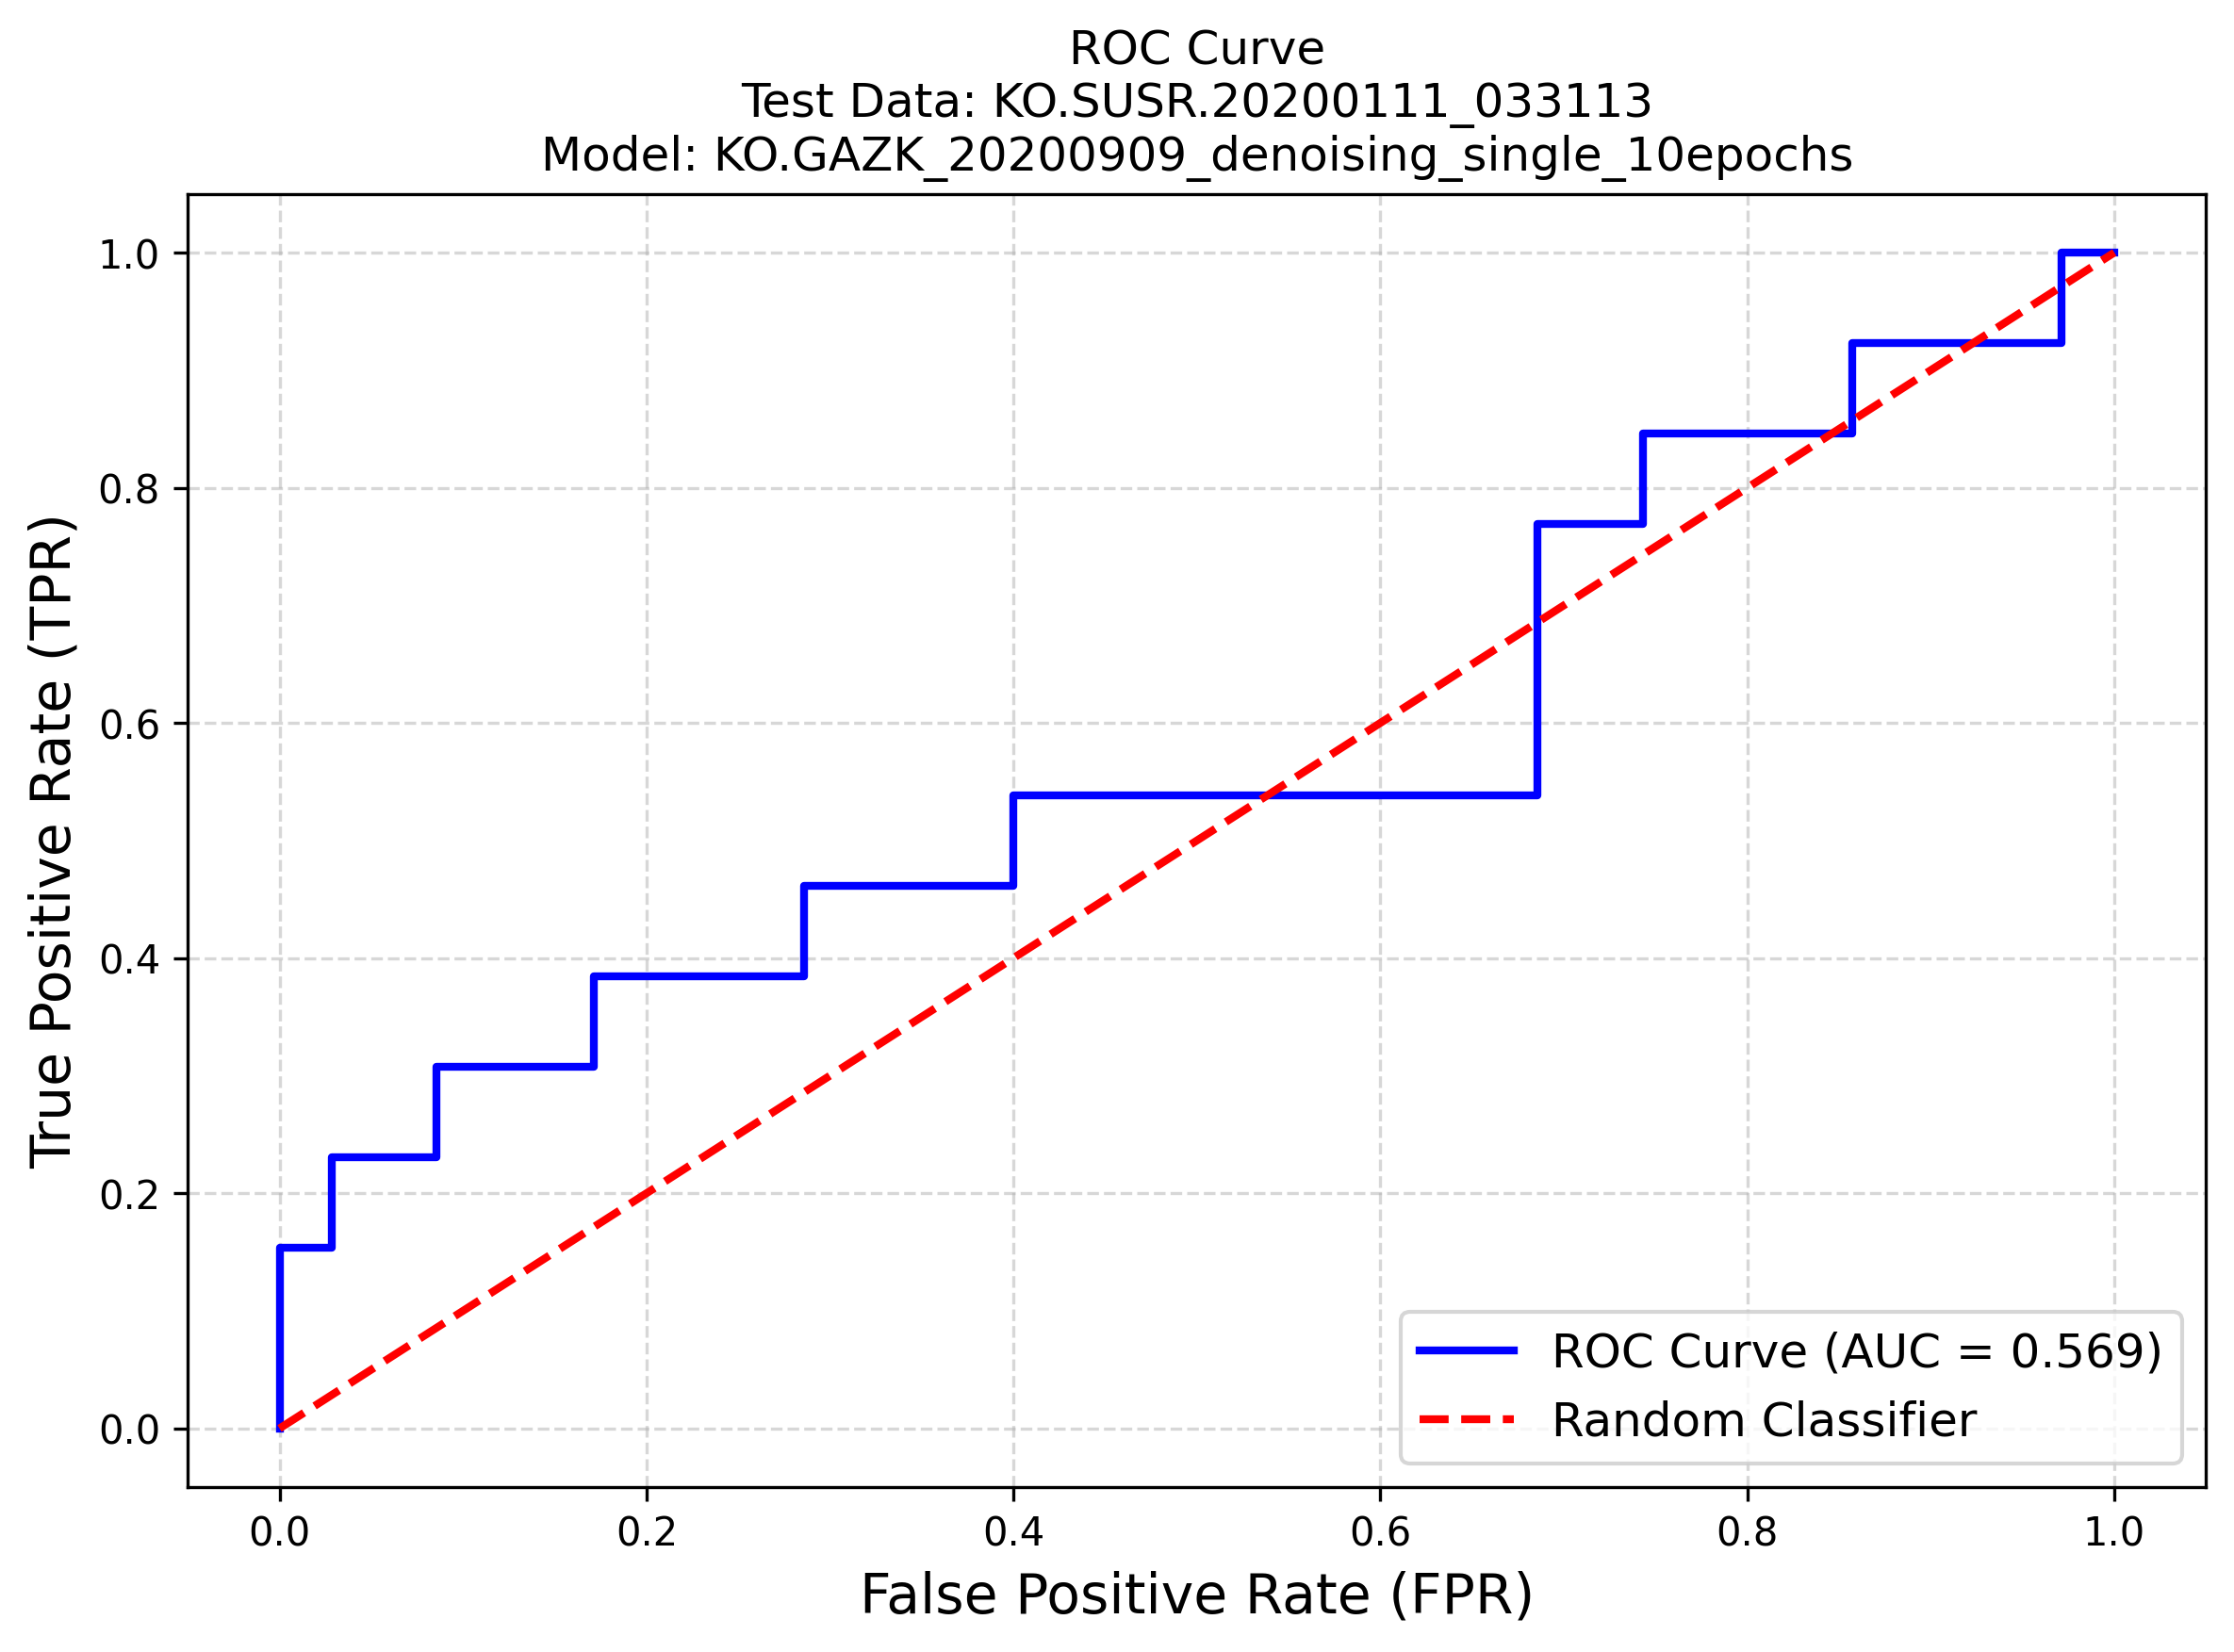 ROC Curve
Test Data: KO.SUSR.20200111_033113
Model: KO.GAZK_20200909_denoising_single_10epochs
True Positive Rate (TPR)
1.0
0.8
0.6
0.4
0.2
0.0
ROC Curve (AUC = 0.569)
Random Classifier
0.0 0.2 0.4 0.6 0.8 1.0
False Positive Rate (FPR)